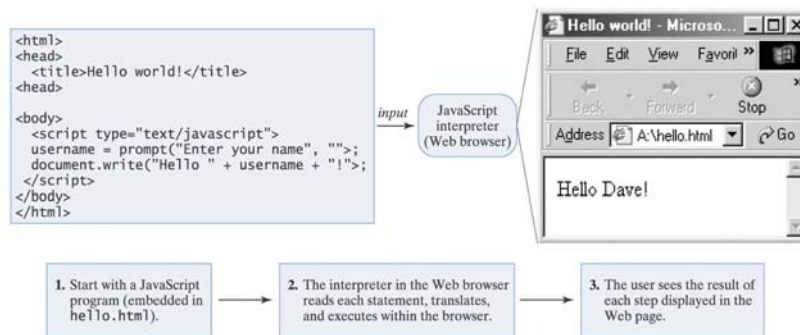 <html>
<head>
<title>Hello world!</title>
<head>
<body>
<script type="text/javascript">
username = prompt("Enter your name", "">;
document.write("Hello " + username + "!">;
</script>
</body>
</html>
input
JavaScript
interpreter
(Web browser)
Hello world! - Microso...
File Edit View Favorit »
Back Forward Stop »
Address A:\hello.html Go
Hello Dave!
1. Start with a JavaScript
program (embedded in
hello.html).
2. The interpreter in the Web browser
reads each statement, translates,
and executes within the browser.
3. The user sees the result of
each step displayed in the
Web page.